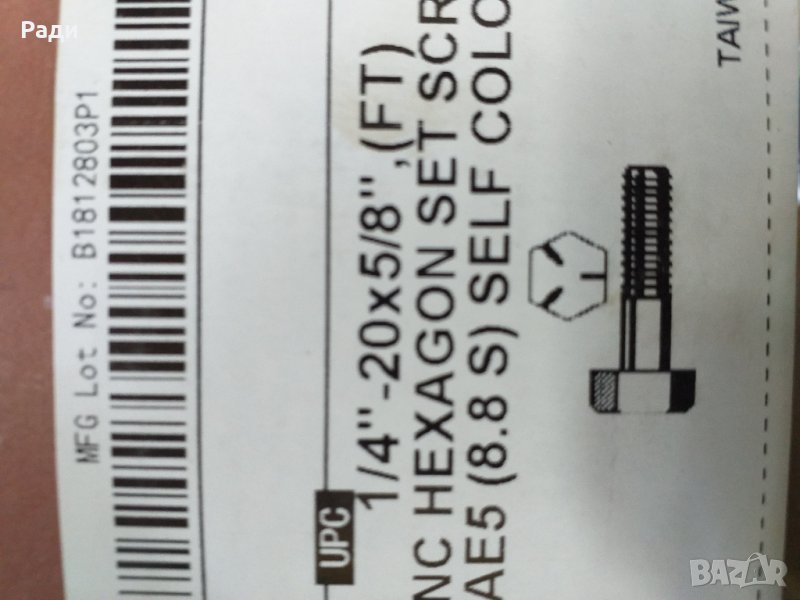 Ради
MFG Lot No: B1812803P1
UPC
1/4"-20x5/8",(FT)
NC HEXAGON SET SCR
AE5 (8.8 S) SELF COLO
TAIW
BAZAR